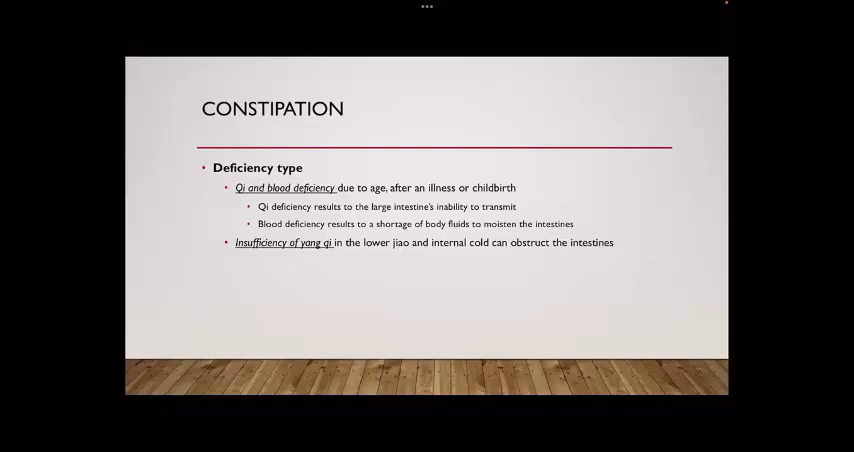 CONSTIPATION
• Deficiency type
• Qi and blood deficiency due to age, after an illness or childbirth
• Qi deficiency results to the large intestine's inability to transmit
• Blood deficiency results to a shortage of body fluids to moisten the intestines
• Insufficiency of yang qi in the lower jiao and internal cold can obstruct the intestines